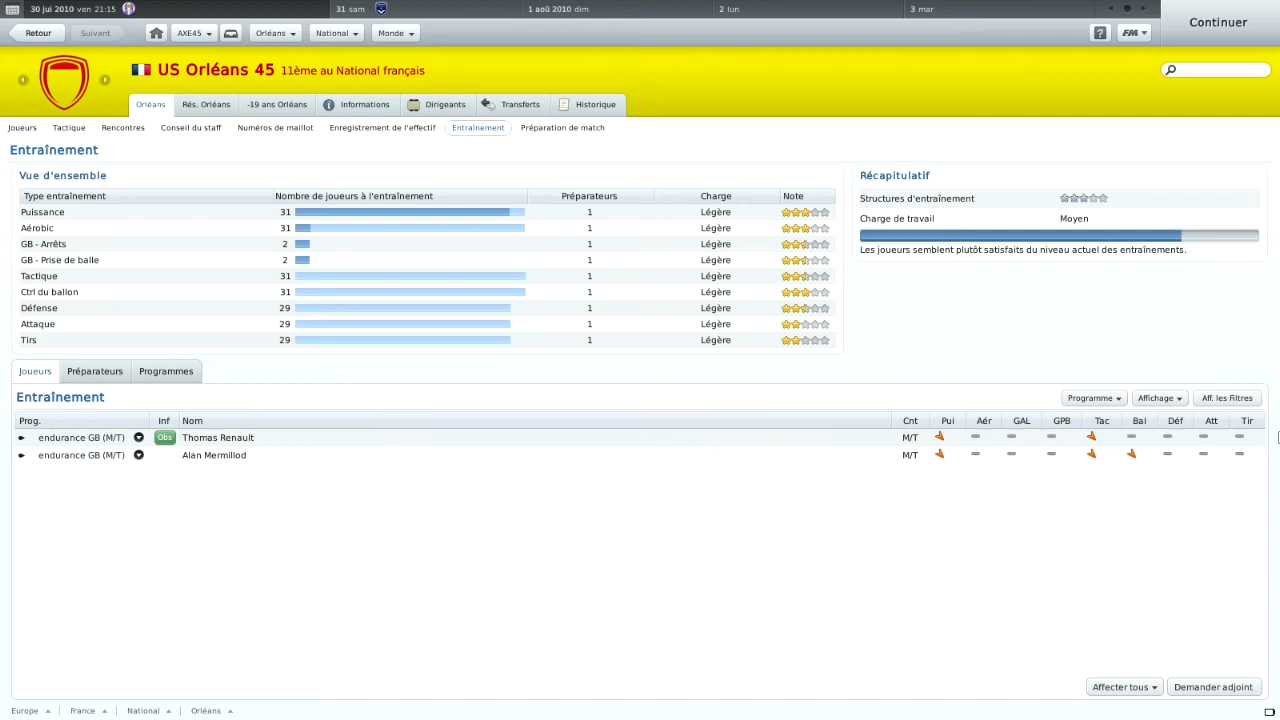 30 jul 2010 ven 21:15 31 sam 1 aoû 2010 dim 2 lun 3 mar Continuer
Retour Suivant AXE45 Orléans National Monde ? FM
US Orléans 45 11ème au National français
Orléans Rés. Orléans -19 ans Orléans Informations Dirigeants Transferts Historique
Joueurs Tactique Rencontres Conseil du staff Numéros de maillot Enregistrement de l'effectif Entraînement Préparation de match
Entraînement
Vue d'ensemble
Type entraînement Nombre de joueurs à l'entraînement Préparateurs Charge Note
Puissance 31 1 Légère
Aérobic 31 1 Légère
GB - Arrêts 2 1 Légère
GB - Prise de balle 2 1 Légère
Tactique 31 1 Légère
Ctrl du ballon 31 1 Légère
Défense 29 1 Légère
Attaque 29 1 Légère
Tirs 29 1 Légère
Récapitulatif
Structures d'entraînement
Charge de travail Moyen
Les joueurs semblent plutôt satisfaits du niveau actuel des entraînements.
Joueurs Préparateurs Programmes
Entraînement Programme Affichage Aff. les Filtres
Prog. Inf Nom Cnt Pui Aér GAL GPB Tac Bal Déf Att Tir
endurance GB (M/T) Obs Thomas Renault M/T
endurance GB (M/T) Alan Mermillod M/T
Affecter tous Demander adjoint
Europe France National Orléans